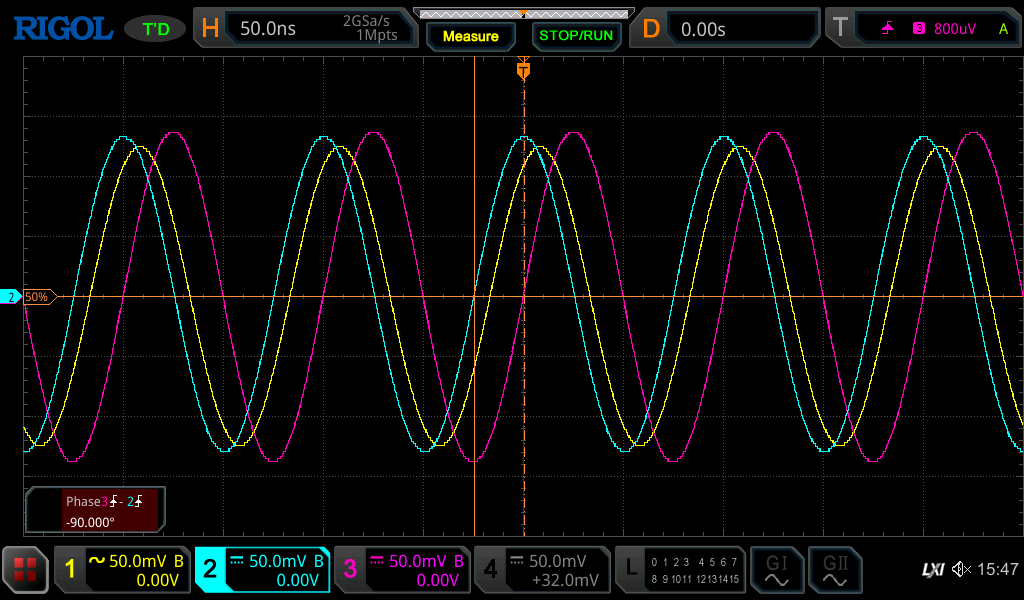 RIGOL T'D H 50.0ns 2GSa/s 1Mpts Measure STOP/RUN D 0.00s T 3 800uV A
T
2 50%
Phase3 - 2
-90.000°
1 50.0mV B 0.00V
2 50.0mV B 0.00V
3 50.0mV B 0.00V
4 50.0mV +32.0mV
L 0 1 2 3 4 5 6 7
8 9 10 11 12 13 14 15
GI GII LXI 15:47